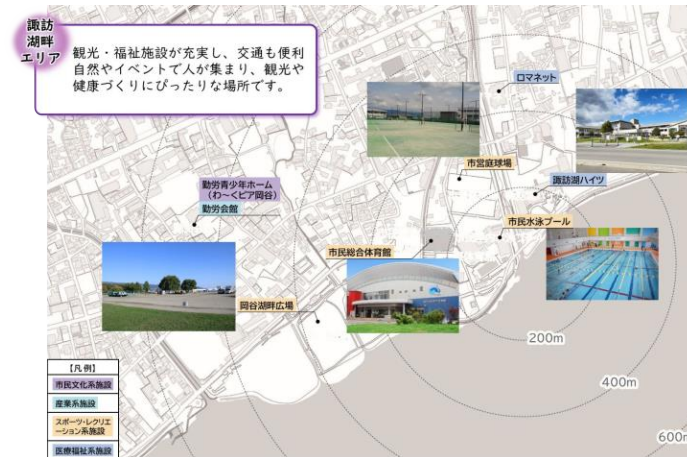 諏訪
湖畔
エリア
観光・福祉施設が充実し、交通も便利
自然やイベントで人が集まり、観光や
健康づくりにぴったりな場所です。
ロマネット
市営庭球場
諏訪湖ハイツ
勤労青少年ホーム
（わ～くピア岡谷）
勤労会館
市民水泳プール
市民総合体育館
岡谷湖畔広場
200m
400m
600m
【凡例】
市民文化系施設
産業系施設
スポーツ・レクリエ
ーション系施設
医療福祉系施設